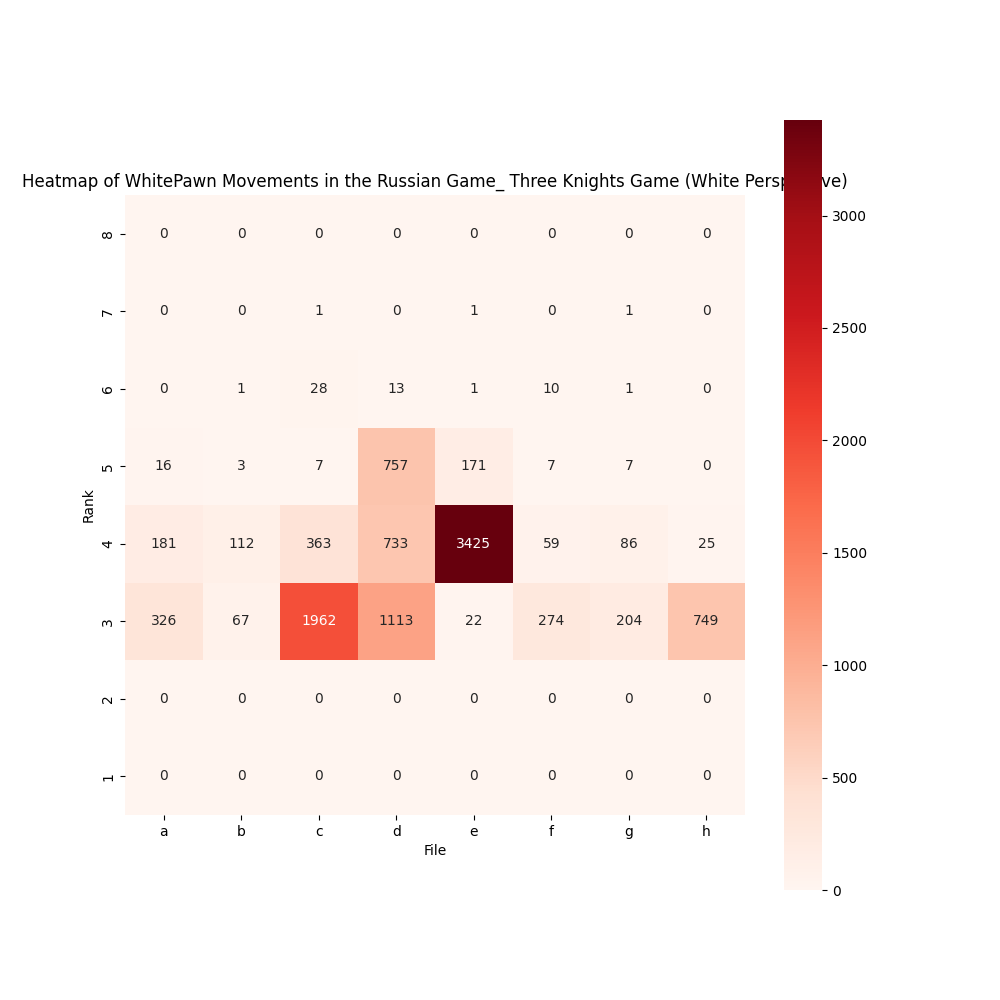 Heatmap of WhitePawn Movements in the Russian Game_ Three Knights Game (White Persp ve)
8 0 0 0 0 0 0 0 0
7 0 0 1 0 1 0 1 0
6 0 1 28 13 1 10 1 0
5 16 3 7 757 171 7 7 0
4 181 112 363 733 3425 59 86 25
3 326 67 1962 1113 22 274 204 749
2 0 0 0 0 0 0 0 0
1 0 0 0 0 0 0 0 0
a b c d e f g h
File
Rank
3000
2500
2000
1500
1000
500
0